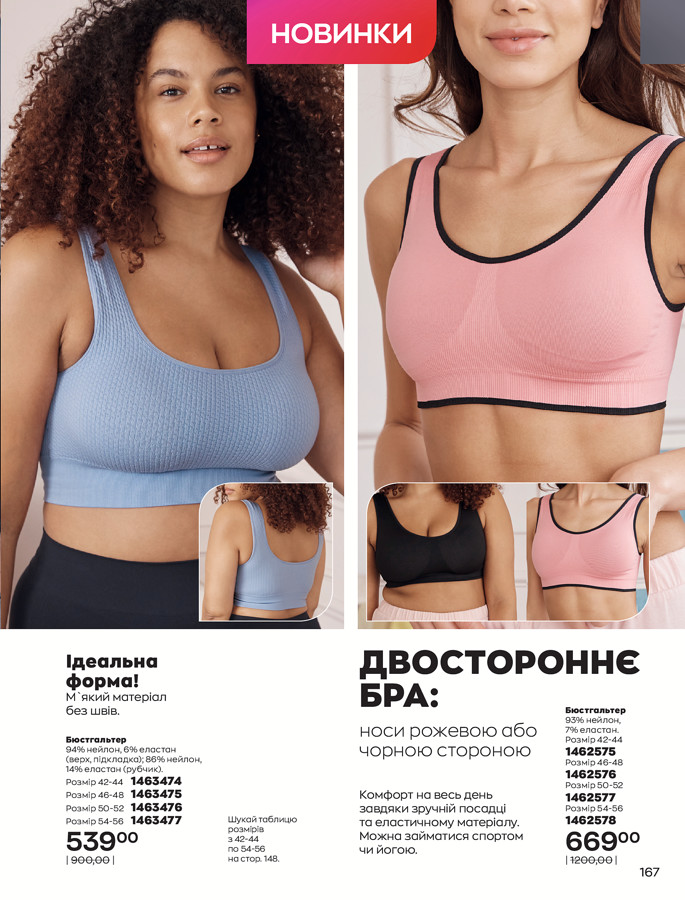 НОВИНКИ
Ідеальна
форма!
М`який матеріал
без швів.
Бюстгальтер
94% нейлон, 6% еластан
(верх, підкладка); 86% нейлон,
14% еластан (рубчик).
Розмір 42-44 1463474
Розмір 46-48 1463475
Розмір 50-52 1463476
Розмір 54-56 1463477
539⁰⁰
| 900,00 |
Шукай таблицю
розмірів
з 42-44
по 54-56
на стор. 148.
ДВОСТОРОННЄ
БРА:
носи рожевою або
чорною стороною
Комфорт на весь день
завдяки зручній посадці
та еластичному матеріалу.
Можна займатися спортом
чи йогою.
Бюстгальтер
93% нейлон,
7% еластан.
Розмір 42-44
1462575
Розмір 46-48
1462576
Розмір 50-52
1462577
Розмір 54-56
1462578
669⁰⁰
| 1200,00 |
167